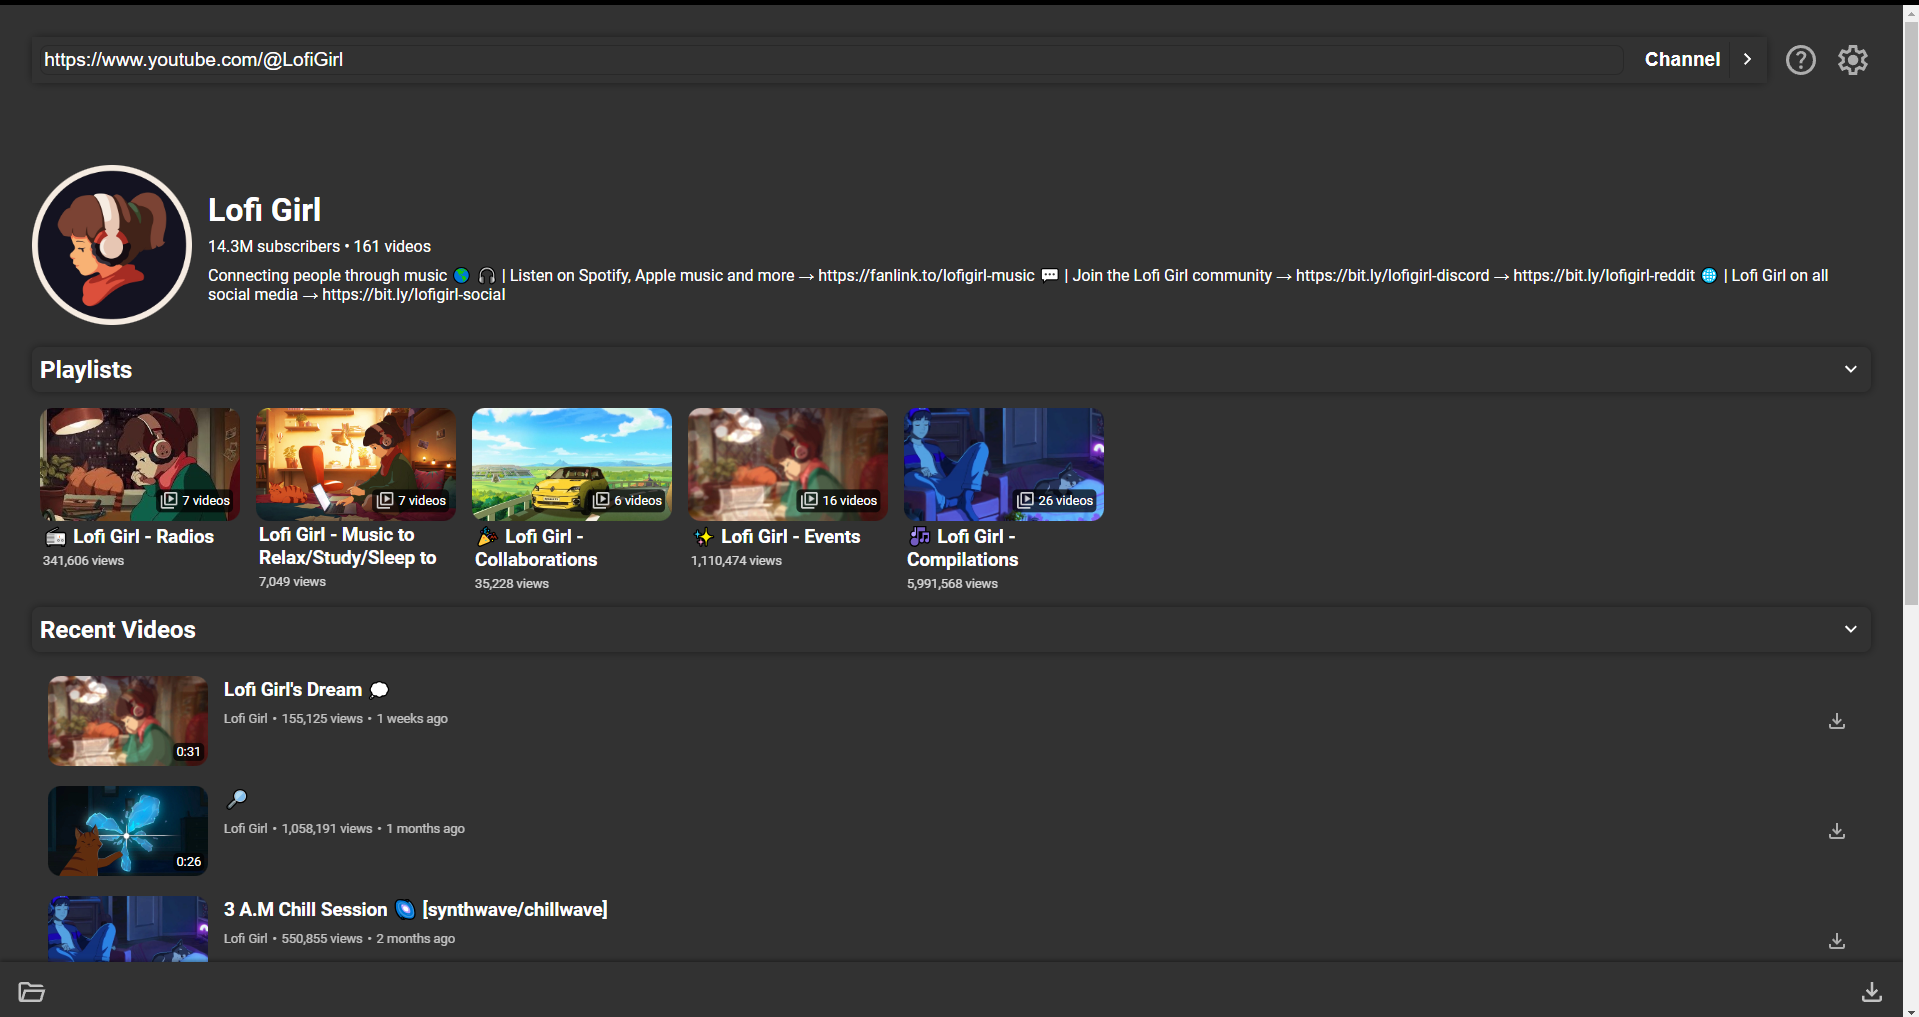 https://www.youtube.com/@LofiGirl
Channel
Lofi Girl
14.3M subscribers • 161 videos
Connecting people through music 🌎 🎧 | Listen on Spotify, Apple music and more → https://fanlink.to/lofigirl-music 💬 | Join the Lofi Girl community → https://bit.ly/lofigirl-discord → https://bit.ly/lofigirl-reddit 🌐 | Lofi Girl on all
social media → https://bit.ly/lofigirl-social
Playlists
7 videos
📻 Lofi Girl - Radios
341,606 views
7 videos
Lofi Girl - Music to
Relax/Study/Sleep to
7,049 views
6 videos
🎉 Lofi Girl -
Collaborations
35,228 views
16 videos
✨ Lofi Girl - Events
1,110,474 views
26 videos
🎶 Lofi Girl -
Compilations
5,991,568 views
Recent Videos
0:31
Lofi Girl's Dream 💭
Lofi Girl • 155,125 views • 1 weeks ago
0:26
🔎
Lofi Girl • 1,058,191 views • 1 months ago
3 A.M Chill Session 🌌 [synthwave/chillwave]
Lofi Girl • 550,855 views • 2 months ago